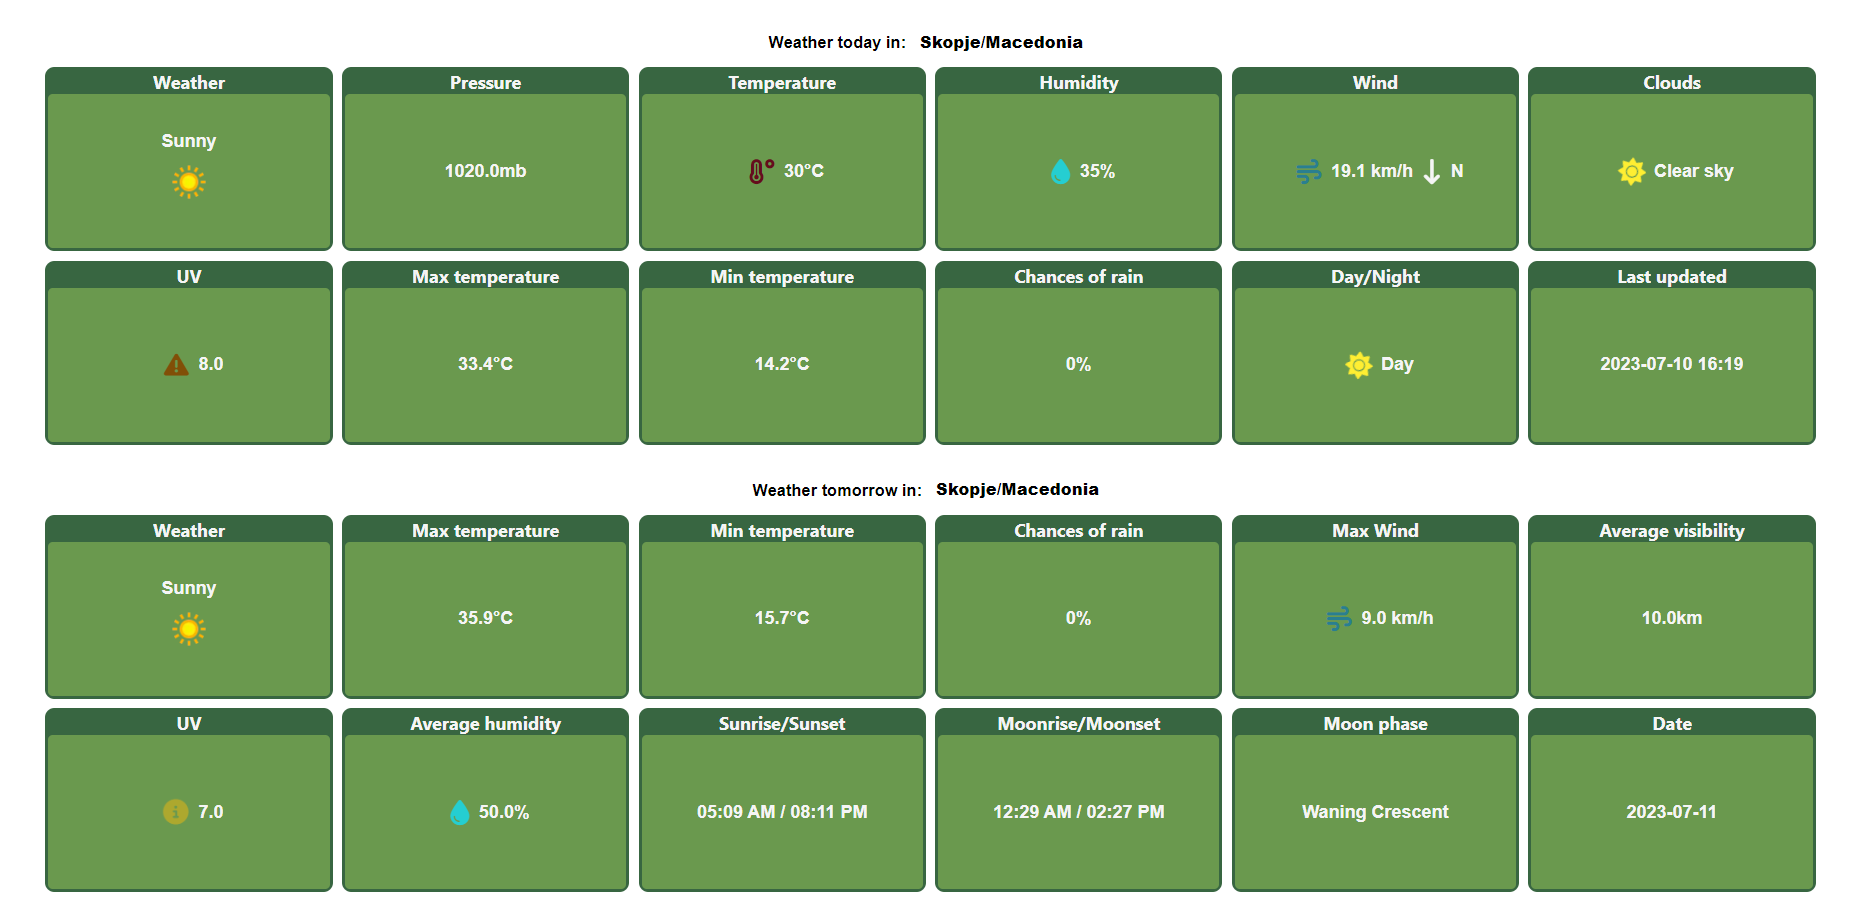 Weather today in: Skopje/Macedonia
Weather
Pressure
Temperature
Humidity
Wind
Clouds
Sunny
1020.0mb
30°C
35%
19.1 km/h N
Clear sky
UV
Max temperature
Min temperature
Chances of rain
Day/Night
Last updated
8.0
33.4°C
14.2°C
0%
Day
2023-07-10 16:19
Weather tomorrow in: Skopje/Macedonia
Weather
Max temperature
Min temperature
Chances of rain
Max Wind
Average visibility
Sunny
35.9°C
15.7°C
0%
9.0 km/h
10.0km
UV
Average humidity
Sunrise/Sunset
Moonrise/Moonset
Moon phase
Date
7.0
50.0%
05:09 AM / 08:11 PM
12:29 AM / 02:27 PM
Waning Crescent
2023-07-11